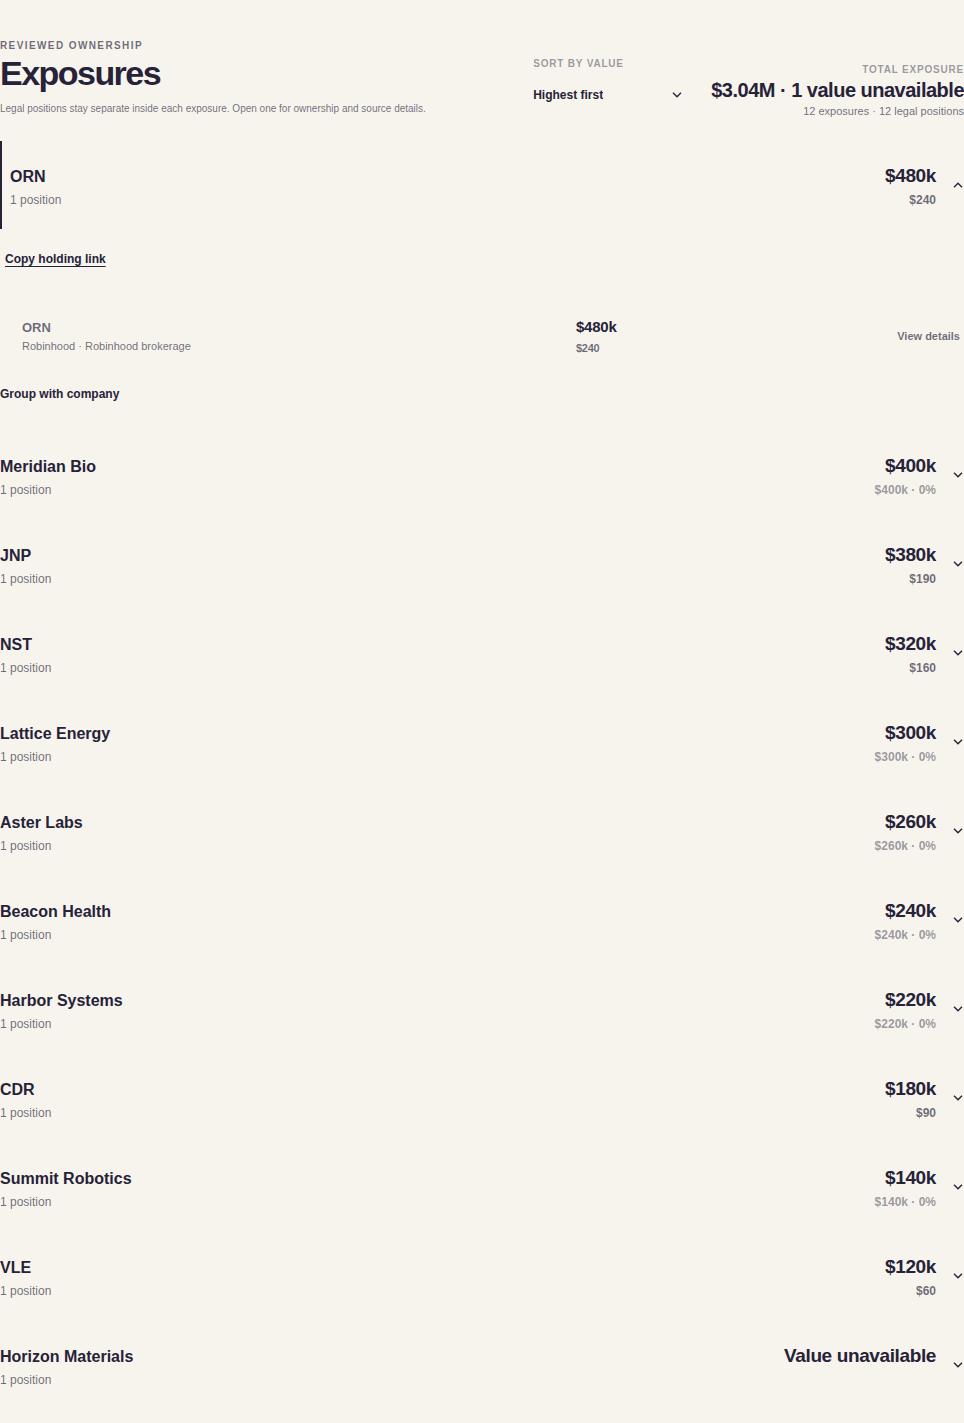 REVIEWED OWNERSHIP
Exposures
Legal positions stay separate inside each exposure. Open one for ownership and source details.
SORT BY VALUE
Highest first
TOTAL EXPOSURE
$3.04M · 1 value unavailable
12 exposures · 12 legal positions
ORN
1 position
$480k
$240
Copy holding link
ORN
Robinhood · Robinhood brokerage
$480k
$240
View details
Group with company
Meridian Bio
1 position
$400k
$400k · 0%
JNP
1 position
$380k
$190
NST
1 position
$320k
$160
Lattice Energy
1 position
$300k
$300k · 0%
Aster Labs
1 position
$260k
$260k · 0%
Beacon Health
1 position
$240k
$240k · 0%
Harbor Systems
1 position
$220k
$220k · 0%
CDR
1 position
$180k
$90
Summit Robotics
1 position
$140k
$140k · 0%
VLE
1 position
$120k
$60
Horizon Materials
1 position
Value unavailable